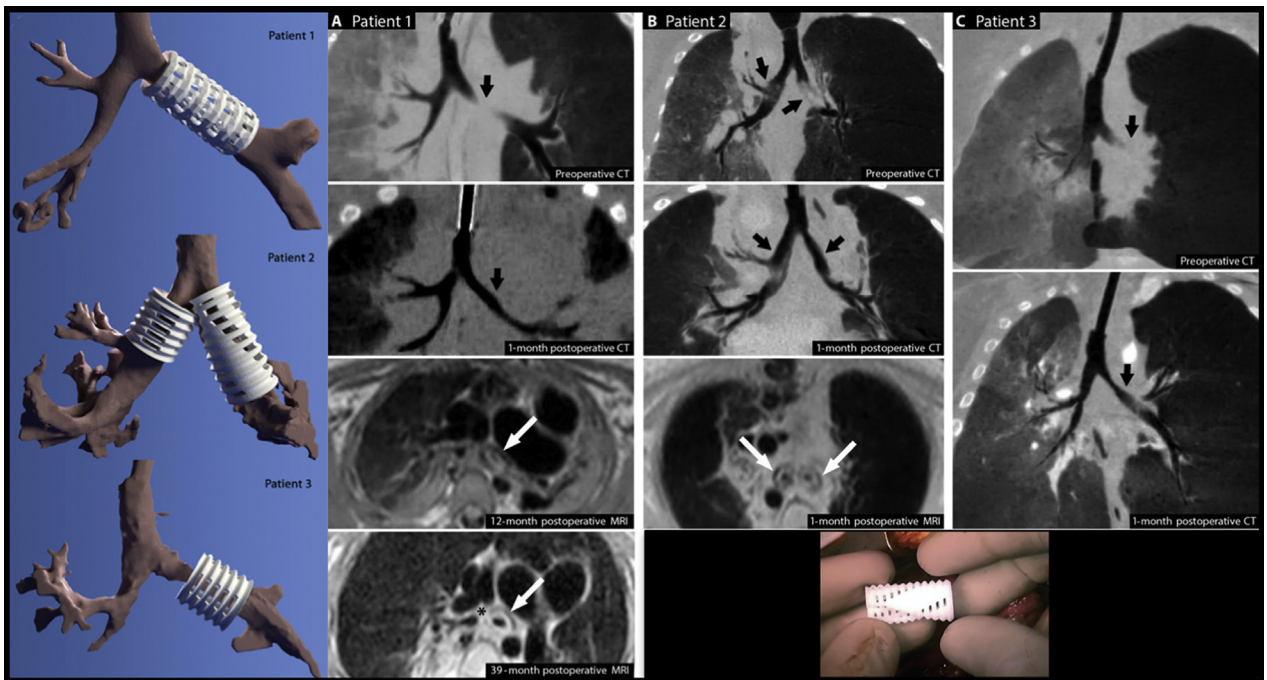 Patient 1
Patient 2
Patient 3
A Patient 1
Preoperative CT
1-month postoperative CT
12-month postoperative MRI
*
39-month postoperative MRI
B Patient 2
Preoperative CT
1-month postoperative CT
1-month postoperative MRI
C Patient 3
Preoperative CT
1-month postoperative CT